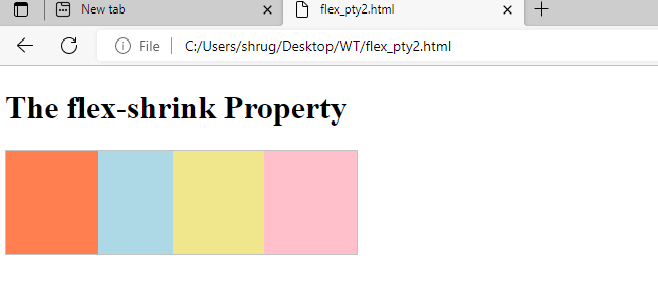 New tab
flex_pty2.html
File
C:/Users/shrug/Desktop/WT/flex_pty2.html
The flex-shrink Property